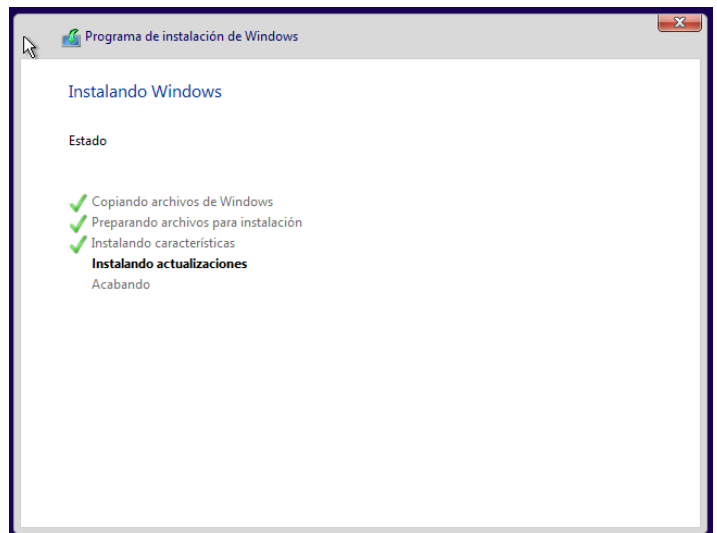 Programa de instalación de Windows
Instalando Windows
Estado
Copiando archivos de Windows
Preparando archivos para instalación
Instalando características
Instalando actualizaciones
Acabando